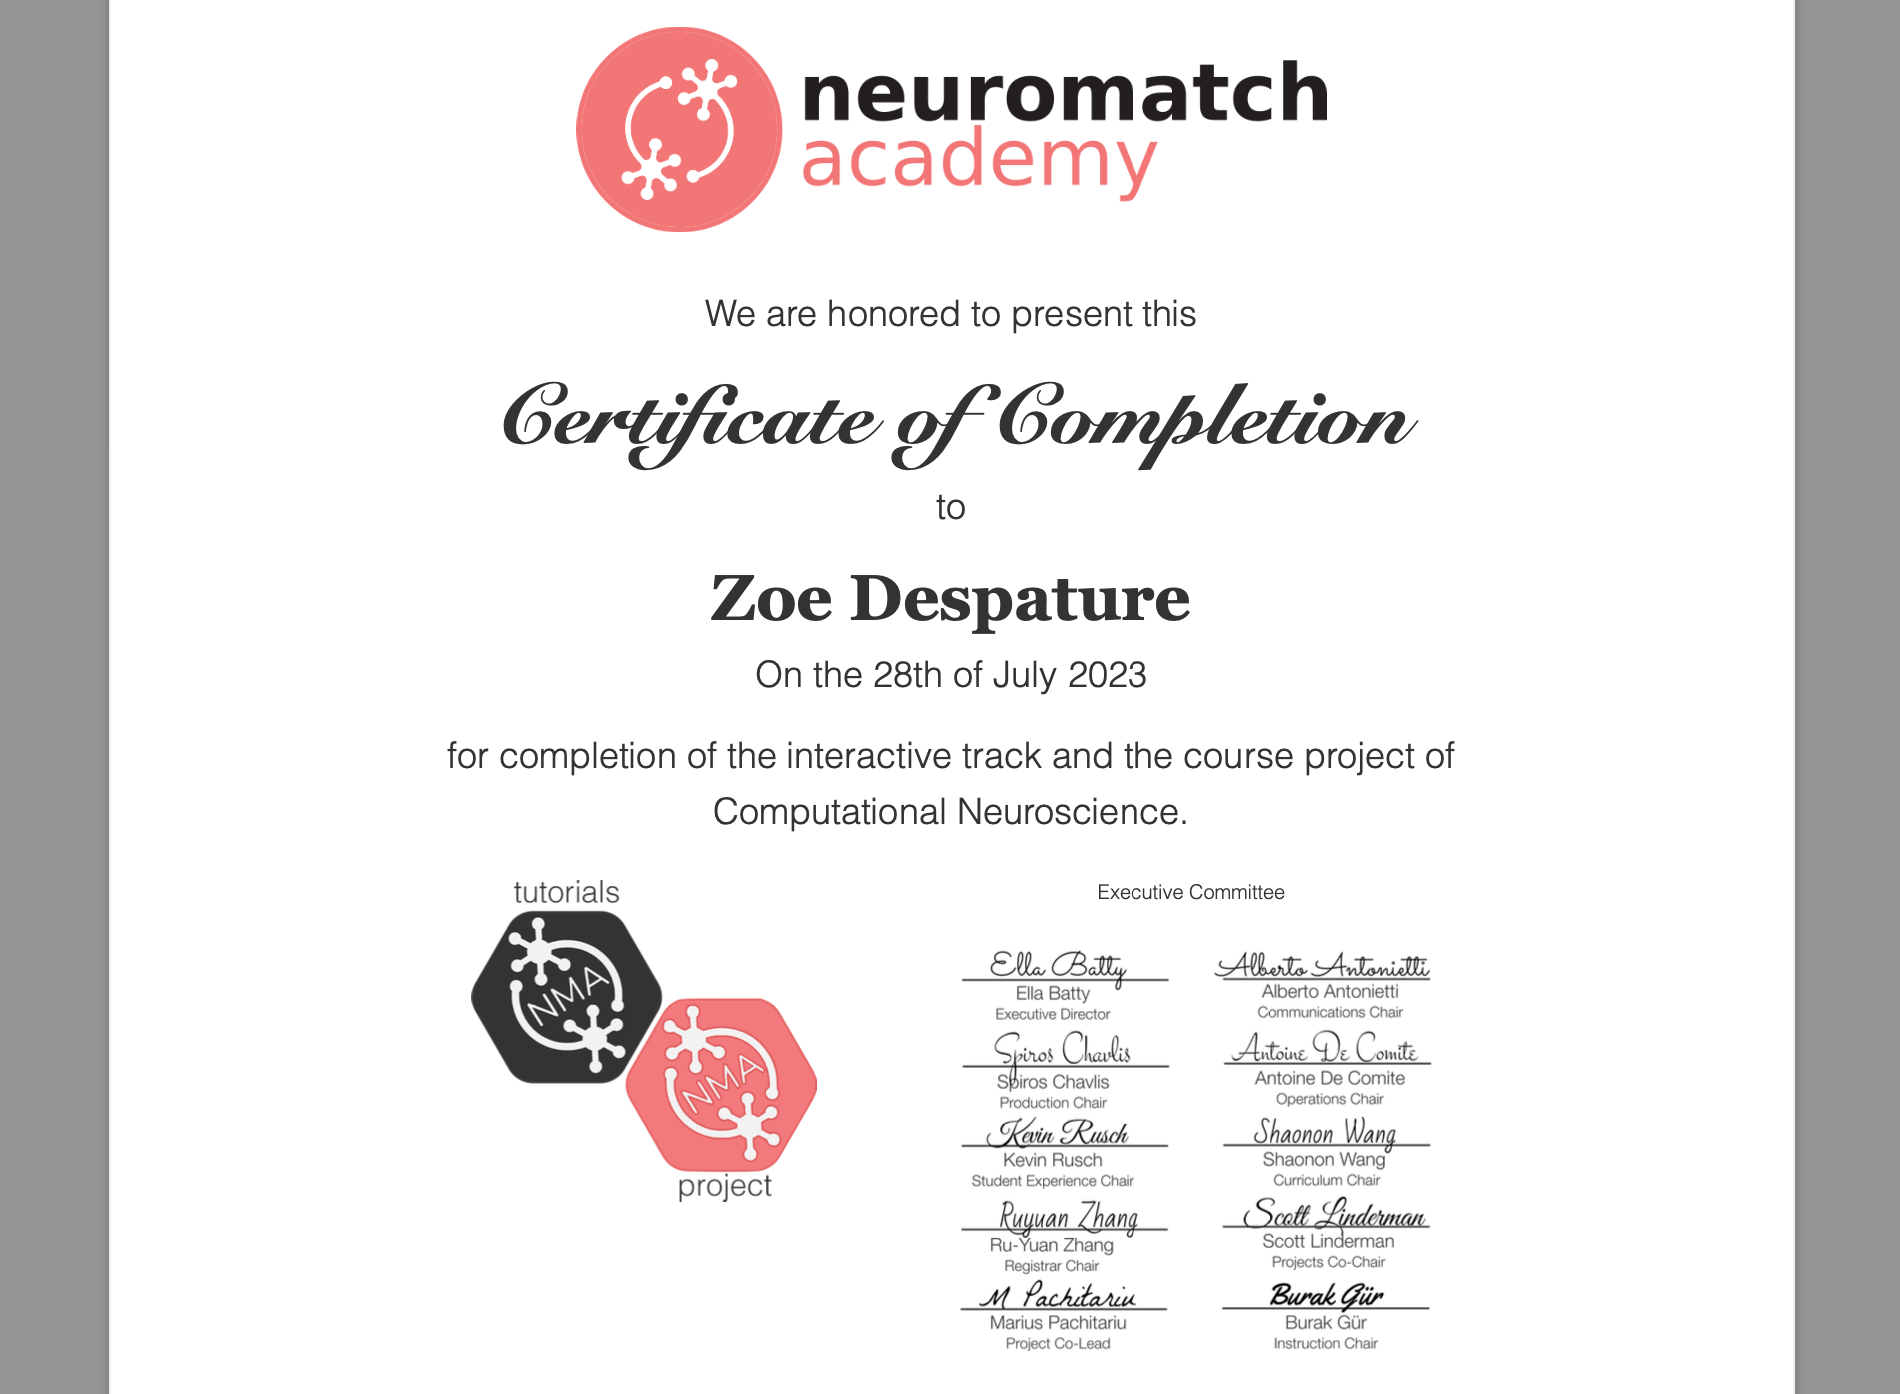 neuromatch
academy
We are honored to present this
Certificate of Completion
to
Zoe Despature
On the 28th of July 2023
for completion of the interactive track and the course project of
Computational Neuroscience.
tutorials
NMA
NMA
project
Executive Committee
Ella Batty
Ella Batty
Executive Director
Alberto Antonietti
Alberto Antonietti
Communications Chair
Spiros Chavlis
Spiros Chavlis
Production Chair
Antoine De Comite
Antoine De Comite
Operations Chair
Kevin Rusch
Kevin Rusch
Student Experience Chair
Shaonon Wang
Shaonon Wang
Curriculum Chair
Ruyuan Zhang
Ru-Yuan Zhang
Registrar Chair
Scott Linderman
Scott Linderman
Projects Co-Chair
M Pachitariu
Marius Pachitariu
Project Co-Lead
Burak Gür
Burak Gür
Instruction Chair